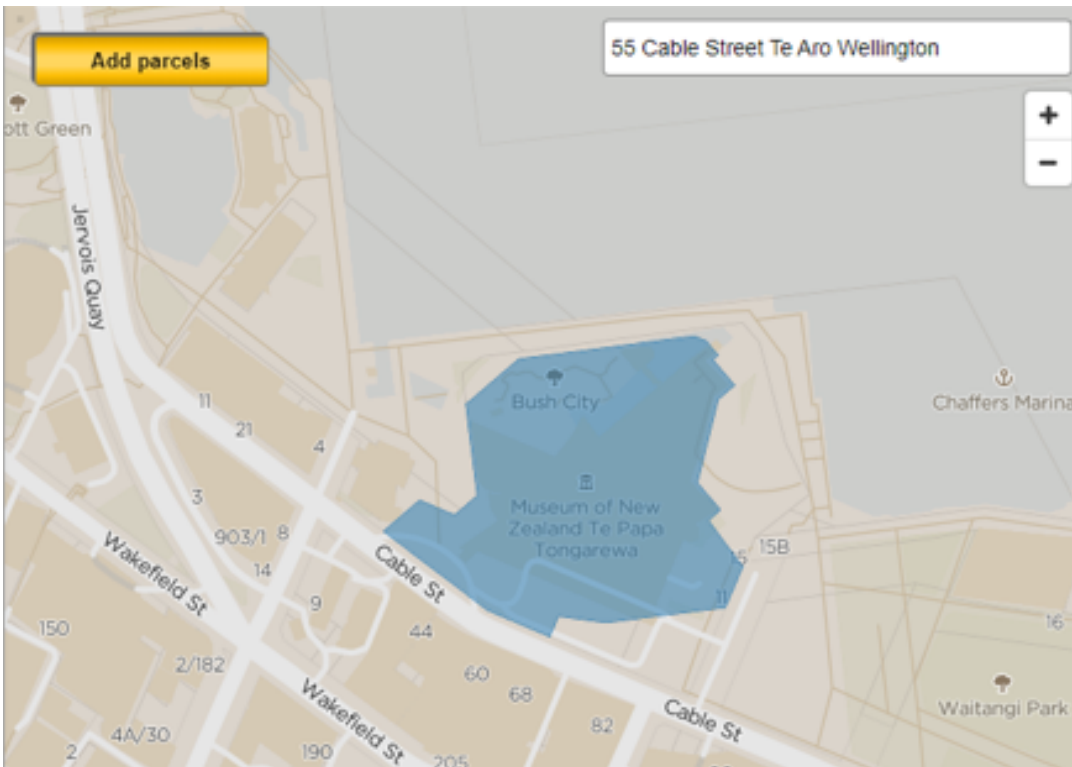 Add parcels
55 Cable Street Te Aro Wellington
+
−
ott Green
Jervois Quay
Bush City
Chaffers Marina
11
21
4
3
Museum of New
Zealand Te Papa
Tongarewa
903/1
8
15B
14
Wakefield St
Cable St
9
11
150
44
16
2/182
60
68
Wakefield St
Cable St
82
Waitangi Park
4A/30
2
190
205